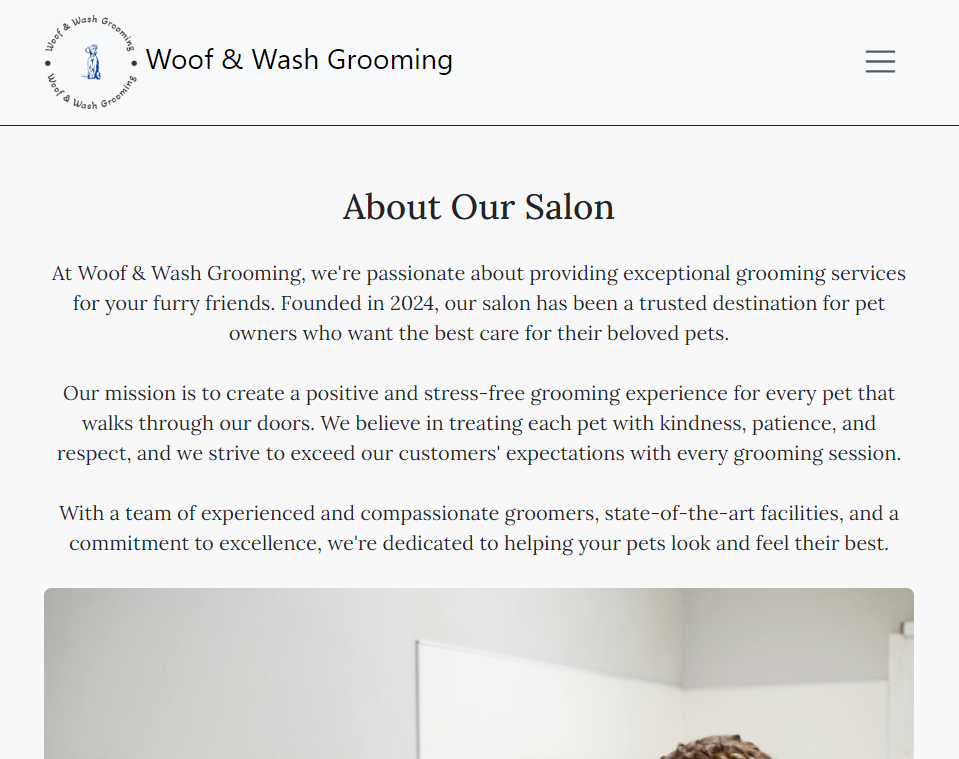 Woof & Wash Grooming
Woof & Wash Grooming
Woof & Wash Grooming
About Our Salon
At Woof & Wash Grooming, we're passionate about providing exceptional grooming services
for your furry friends. Founded in 2024, our salon has been a trusted destination for pet
owners who want the best care for their beloved pets.
Our mission is to create a positive and stress-free grooming experience for every pet that
walks through our doors. We believe in treating each pet with kindness, patience, and
respect, and we strive to exceed our customers' expectations with every grooming session.
With a team of experienced and compassionate groomers, state-of-the-art facilities, and a
commitment to excellence, we're dedicated to helping your pets look and feel their best.